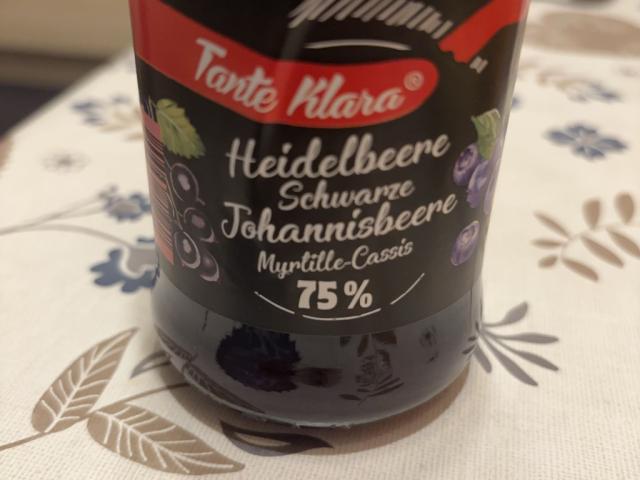 Tante Klara®
Heidelbeere
Schwarze
Johannisbeere
Myrtille-Cassis
75%